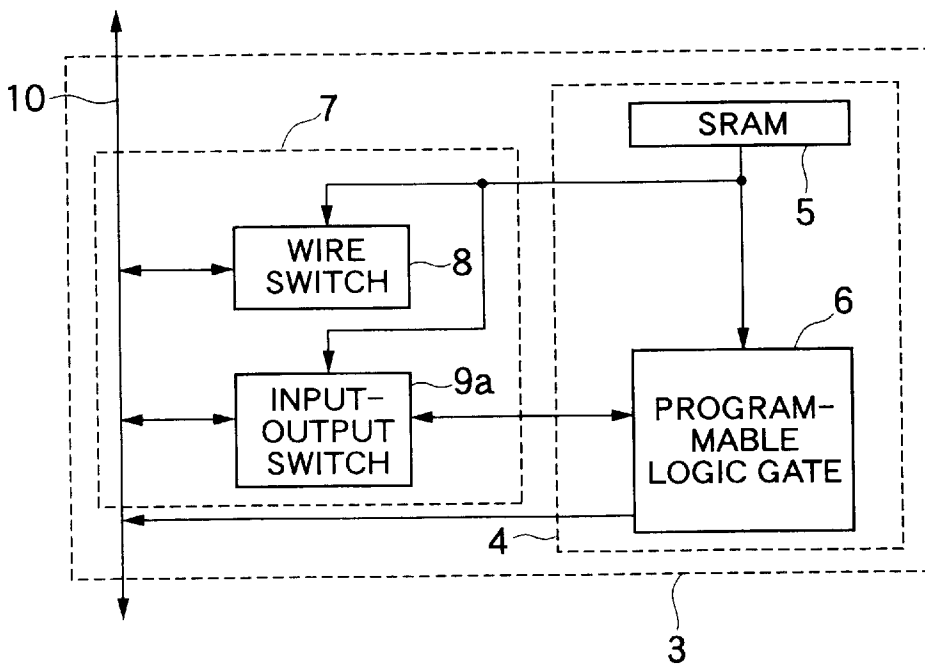 10
7
SRAM
5
WIRE
SWITCH
8
6
INPUT-
OUTPUT
SWITCH
9a
PROGRAM-
MABLE
LOGIC GATE
4
3